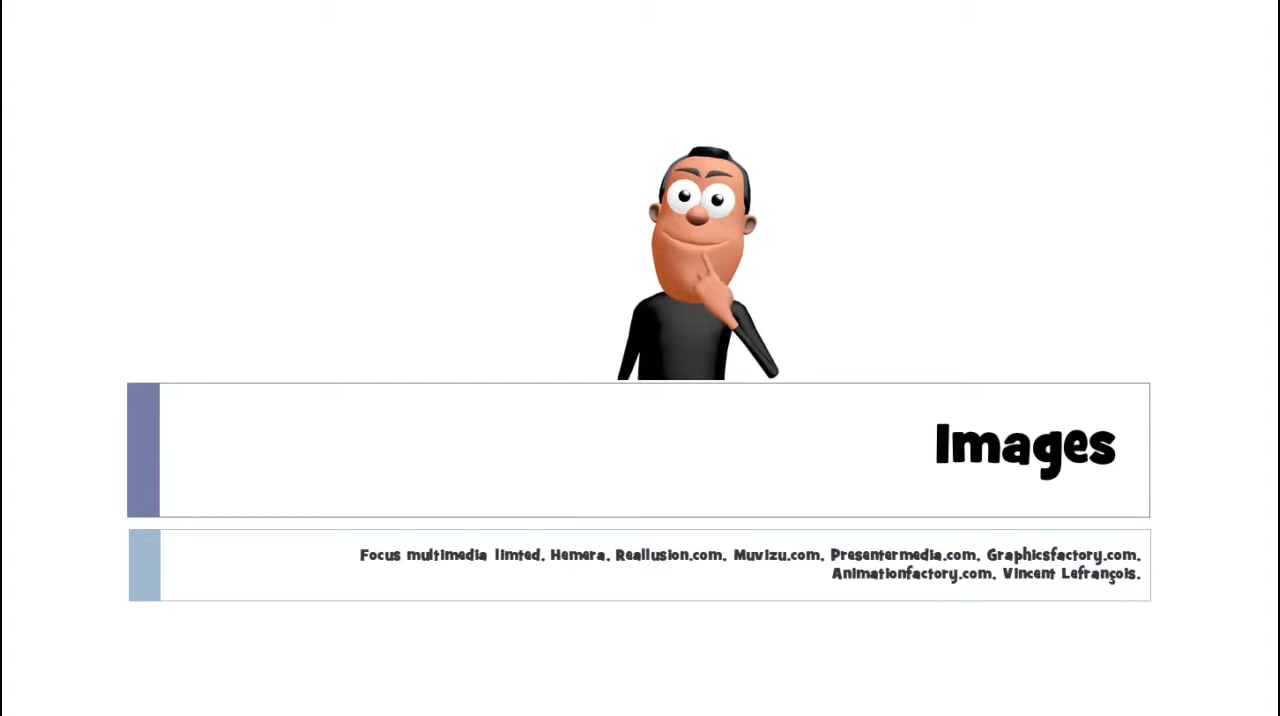 Images
Focus multimedia limted, Hemera, Reallusion.com, Muvizu.com, Presentermedia.com, Graphicsfactory.com,
Animationfactory.com, Vincent Lefrançois.